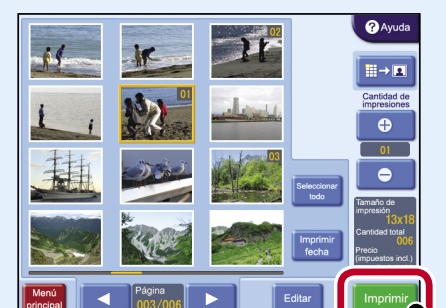 ? Ayuda
02
Cantidad de
impresiones
01
01
03
Seleccionar
todo
Tamaño de
impresión
13x18
Cantidad total
006
Precio
(impuestos incl.)
Imprimir
fecha
Menú
principal
Página
003/006
Editar
Imprimir